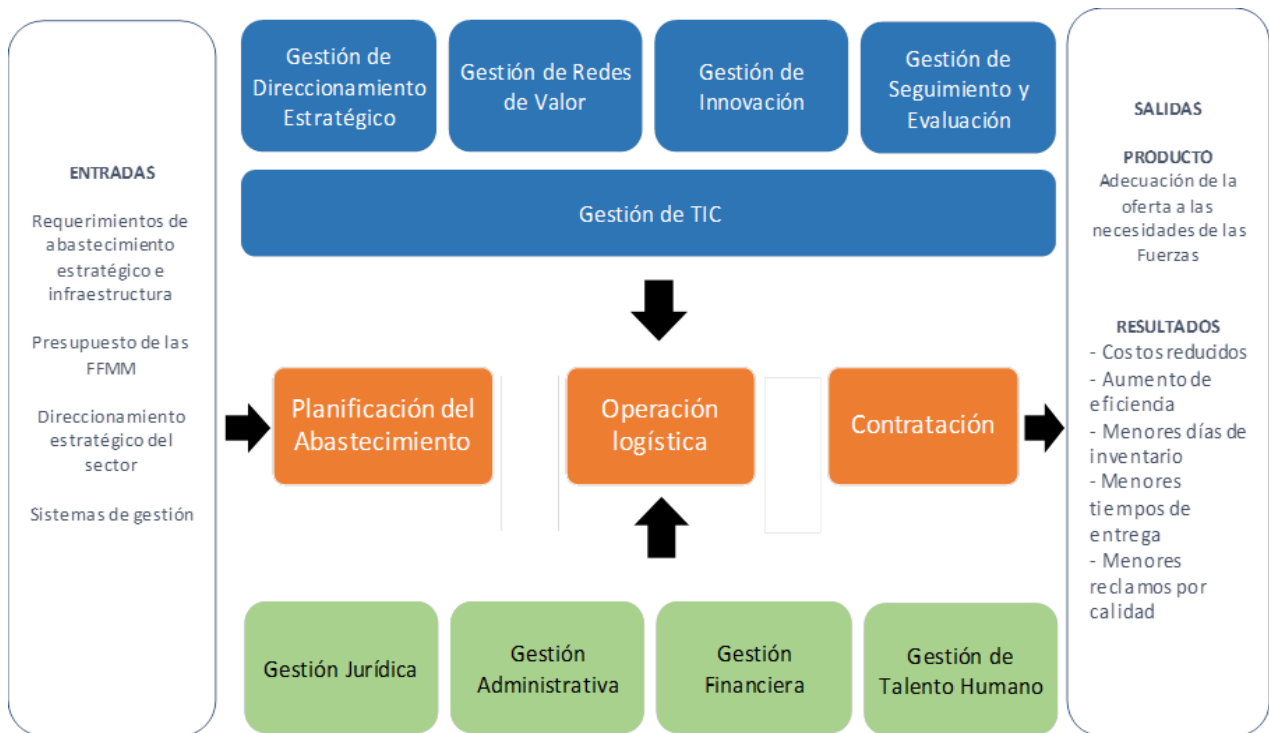 ENTRADAS
Requerimientos de
abastecimiento
estratégico e
infraestructura
Presupuesto de las
FFMM
Direccionamiento
estratégico del
sector
Sistemas de gestión
Gestión de
Direccionamiento
Estratégico
Gestión de Redes
de Valor
Gestión de
Innovación
Gestión de
Seguimiento y
Evaluación
Gestión de TIC
Planificación del
Abastecimiento
Operación
logística
Contratación
Gestión Jurídica
Gestión
Administrativa
Gestión
Financiera
Gestión de
Talento Humano
SALIDAS
PRODUCTO
Adecuación de la
oferta a las
necesidades de las
Fuerzas
RESULTADOS
- Costos reducidos
- Aumento de
eficiencia
- Menores días de
inventario
- Menores
tiempos de
entrega
- Menores
reclamos por
calidad